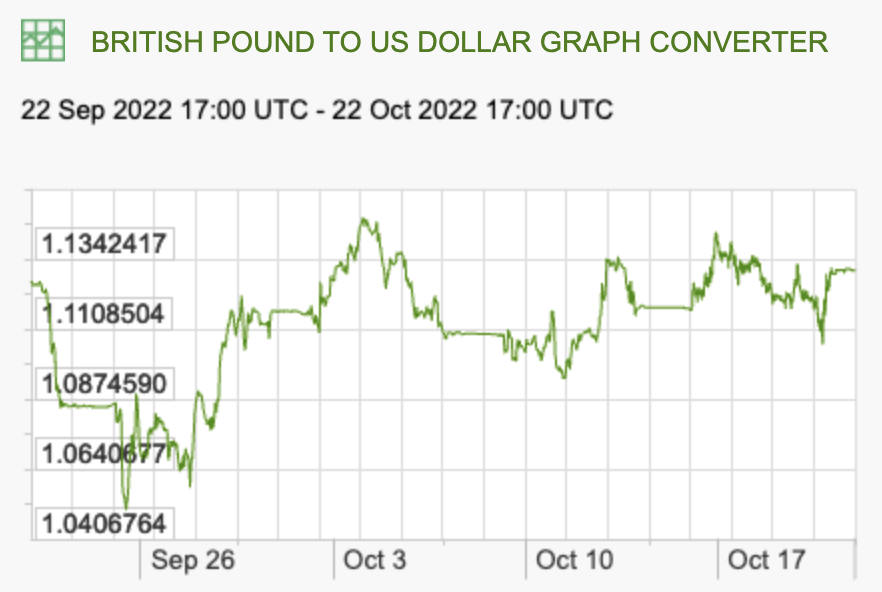 BRITISH POUND TO US DOLLAR GRAPH CONVERTER
22 Sep 2022 17:00 UTC - 22 Oct 2022 17:00 UTC
1.1342417
1.1108504
1.0874590
1.0640677
1.0406764
Sep 26 Oct 3 Oct 10 Oct 17